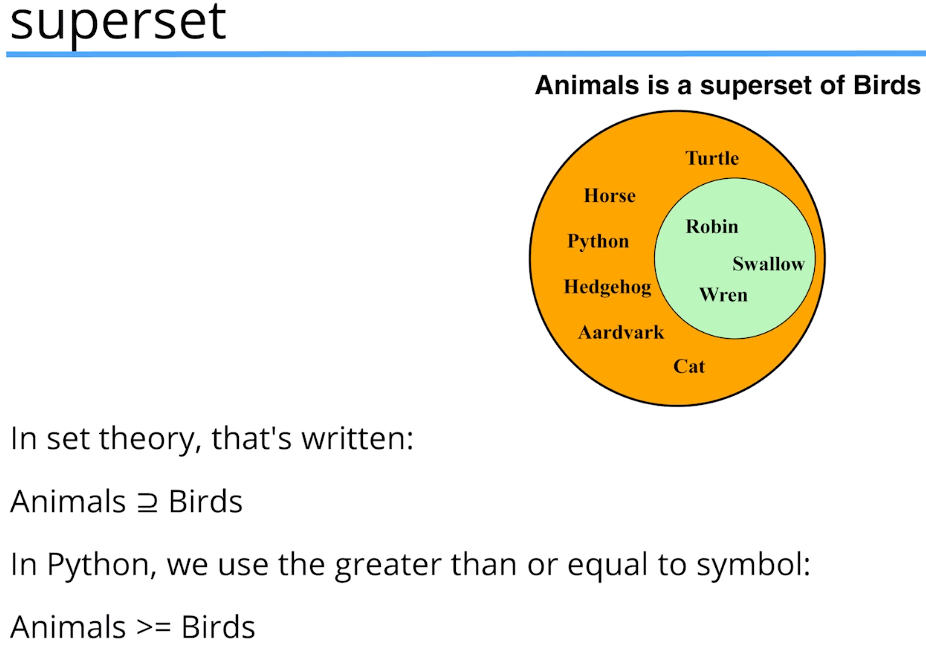 superset
Animals is a superset of Birds
Turtle
Horse
Robin
Python
Swallow
Hedgehog
Wren
Aardvark
Cat
In set theory, that's written:
Animals ⊇ Birds
In Python, we use the greater than or equal to symbol:
Animals >= Birds